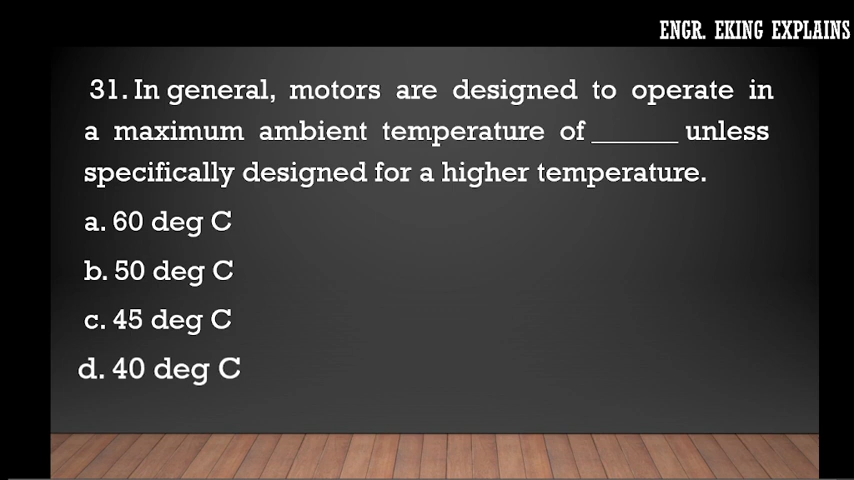 ENGR. EKING EXPLAINS
31. In general, motors are designed to operate in
a maximum ambient temperature of ______ unless
specifically designed for a higher temperature.
a. 60 deg C
b. 50 deg C
c. 45 deg C
d. 40 deg C